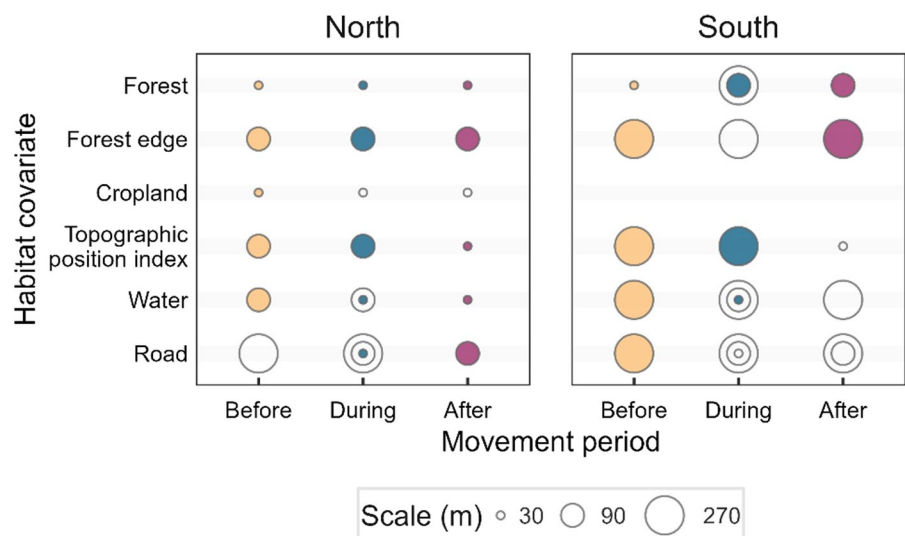 North
South
Habitat covariate
Forest
Forest edge
Cropland
Topographic
position index
Water
Road
Before During After
Before During After
Movement period
Scale (m) 30 90 270